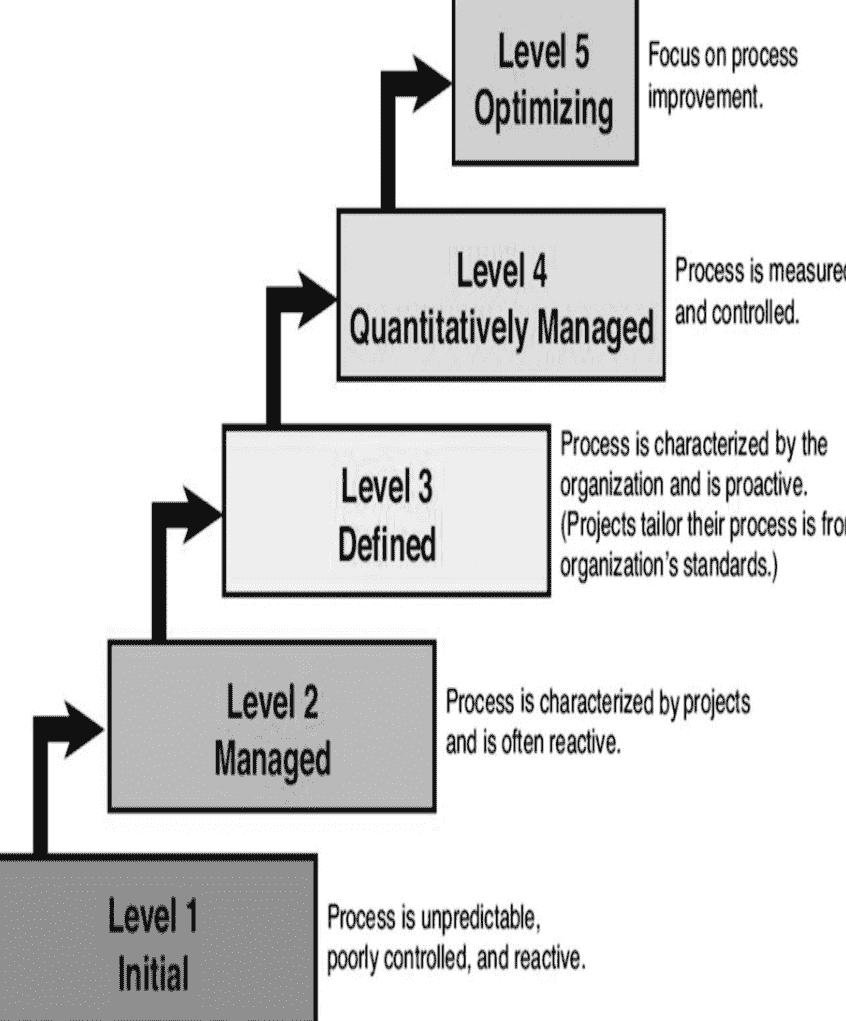 Level 5
Optimizing
Focus on process
improvement.
Level 4
Quantitatively Managed
Process is measured
and controlled.
Level 3
Defined
Process is characterized by the
organization and is proactive.
(Projects tailor their process is from
organization's standards.)
Level 2
Managed
Process is characterized by projects
and is often reactive.
Level 1
Initial
Process is unpredictable,
poorly controlled, and reactive.